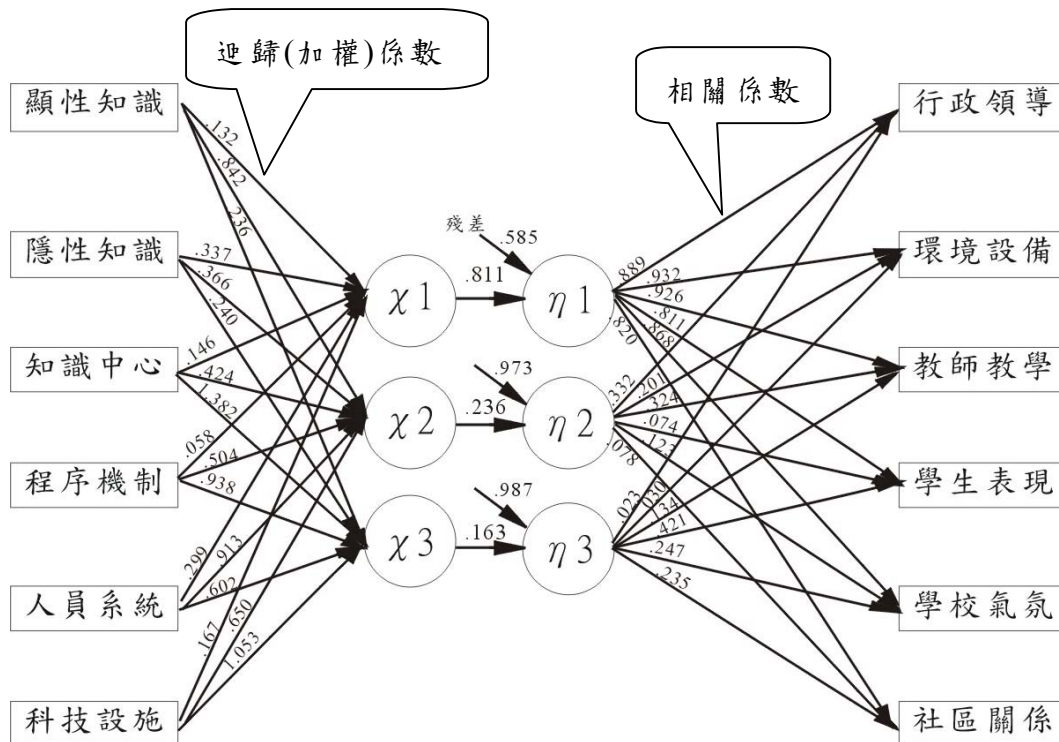 迴歸(加權)係數
相關係數
顯性知識
隱性知識
知識中心
程序機制
人員系統
科技設施
.132
.842
.236
.337
.366
.240
.146
.424
1.382
.058
.504
.938
.299
.913
.602
.167
.650
1.053
χ1
χ2
χ3
殘差
.585
.811
.973
.236
.987
.163
η1
η2
η3
.889
.932
.926
.811
.868
.820
.332
.201
.324
.074
.123
.078
.023
.030
.134
.421
.247
.235
行政領導
環境設備
教師教學
學生表現
學校氣氛
社區關係